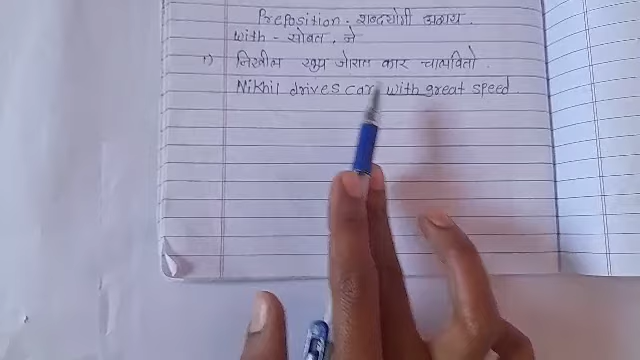 Preposition - शब्दयोगी अव्यय.
with - सोबत, ने
1) निखील खूप जोरात कार चालवितो.
Nikhil drives car with great speed.